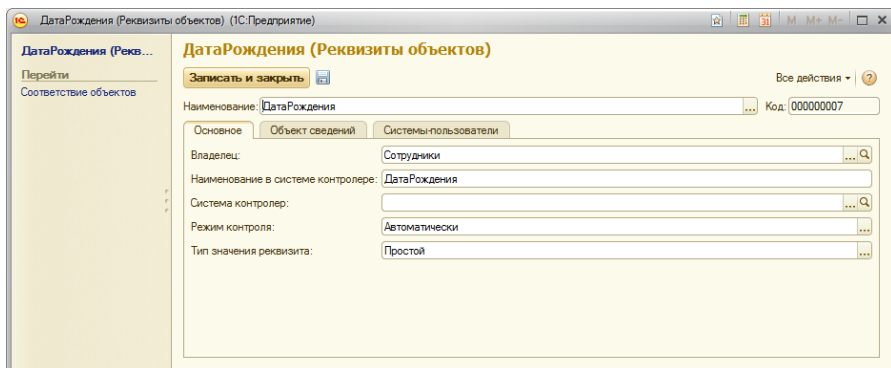 ДатаРождения (Реквизиты объектов) (1С:Предприятие) M M+ M-
ДатаРождения (Рекв...
Перейти
Соответствие объектов
ДатаРождения (Реквизиты объектов)
Записать и закрыть Все действия
Наименование: ДатаРождения ... Код: 000000007
Основное Объект сведений Системы-пользователи
Владелец: Сотрудники ...
Наименование в системе контролере: ДатаРождения
Система контролер: ...
Режим контроля: Автоматически ...
Тип значения реквизита: Простой ...